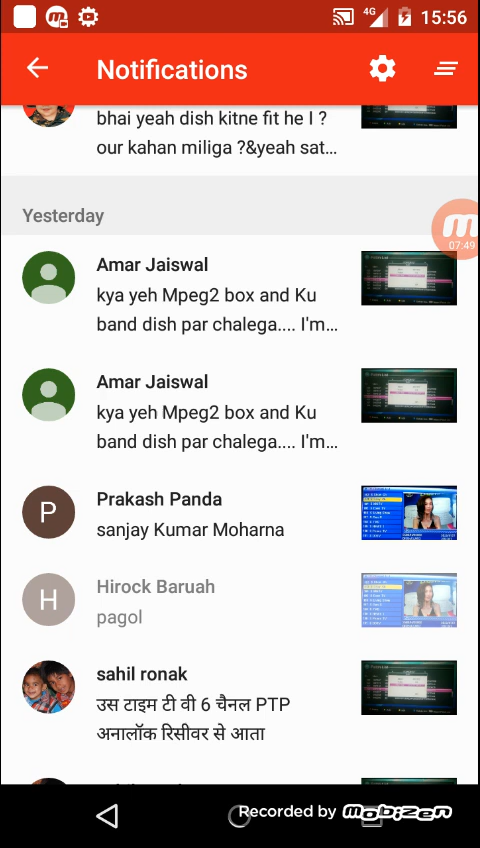 4G 15:56
Notifications
bhai yeah dish kitne fit he I ?
our kahan miliga ?&yeah sat...
Yesterday
07:49
Amar Jaiswal
kya yeh Mpeg2 box and Ku
band dish par chalega.... I'm...
Amar Jaiswal
kya yeh Mpeg2 box and Ku
band dish par chalega.... I'm...
P
Prakash Panda
sanjay Kumar Moharna
H
Hirock Baruah
pagol
sahil ronak
उस टाइम टी वी 6 चैनल PTP
अनालॉक रिसीवर से आता
Recorded by mobizen